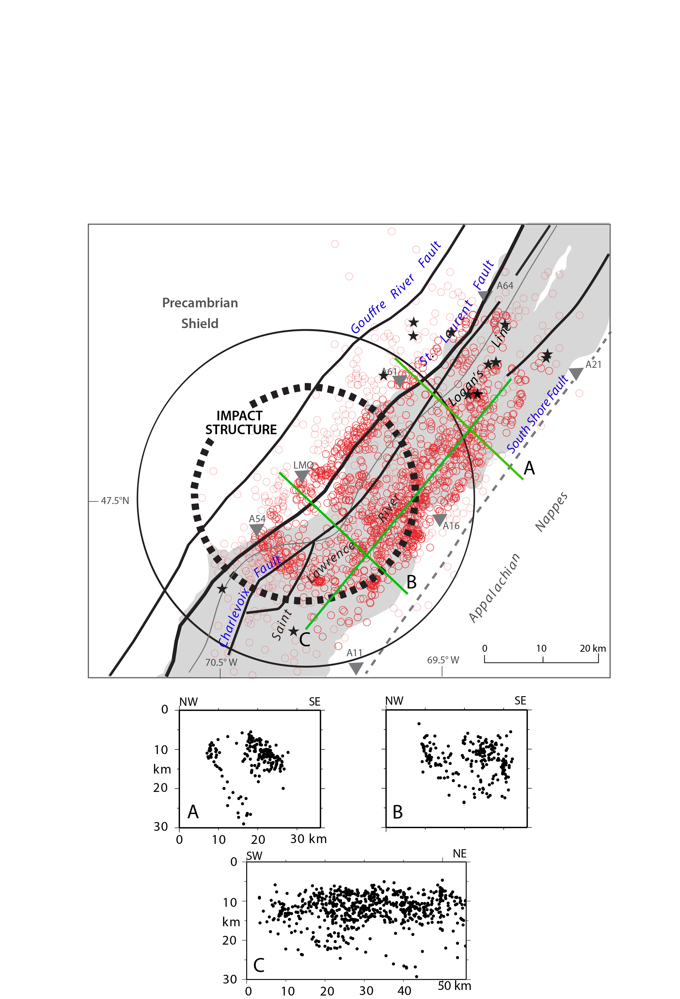 Gouffre River Fault
St. Laurent Fault
A64
Precambrian
Shield
Logan's Line
A61
A21
South Shore Fault
IMPACT
STRUCTURE
LMQ
A
47.5°N
A54
A16
Saint Lawrence River
Nappes
Appalachian
Charlevoix Fault
B
C
A11
70.5° W
69.5° W
0 10 20 km
NW SE
0
10
km
20
30
A
0 10 20 30 km
NW SE
B
SW NE
0
10
km
20
30
C
0 10 20 30 40 50 km